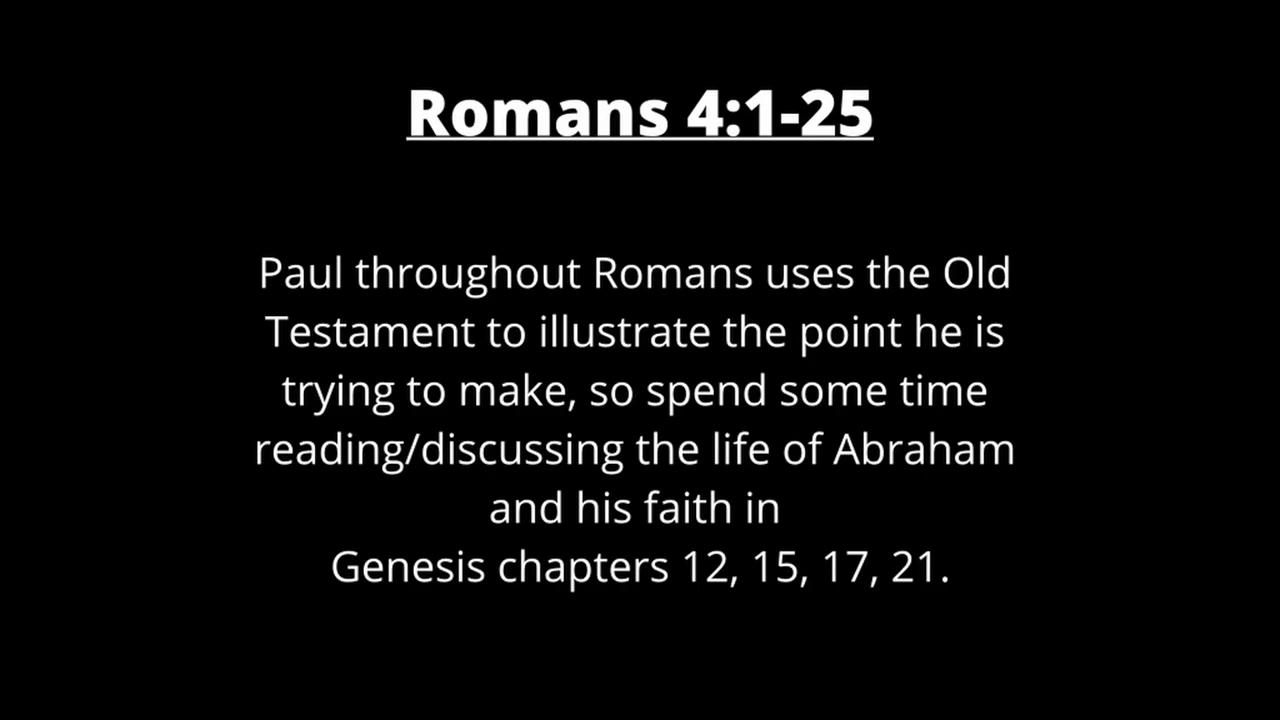 Romans 4:1-25
Paul throughout Romans uses the Old
Testament to illustrate the point he is
trying to make, so spend some time
reading/discussing the life of Abraham
and his faith in
Genesis chapters 12, 15, 17, 21.